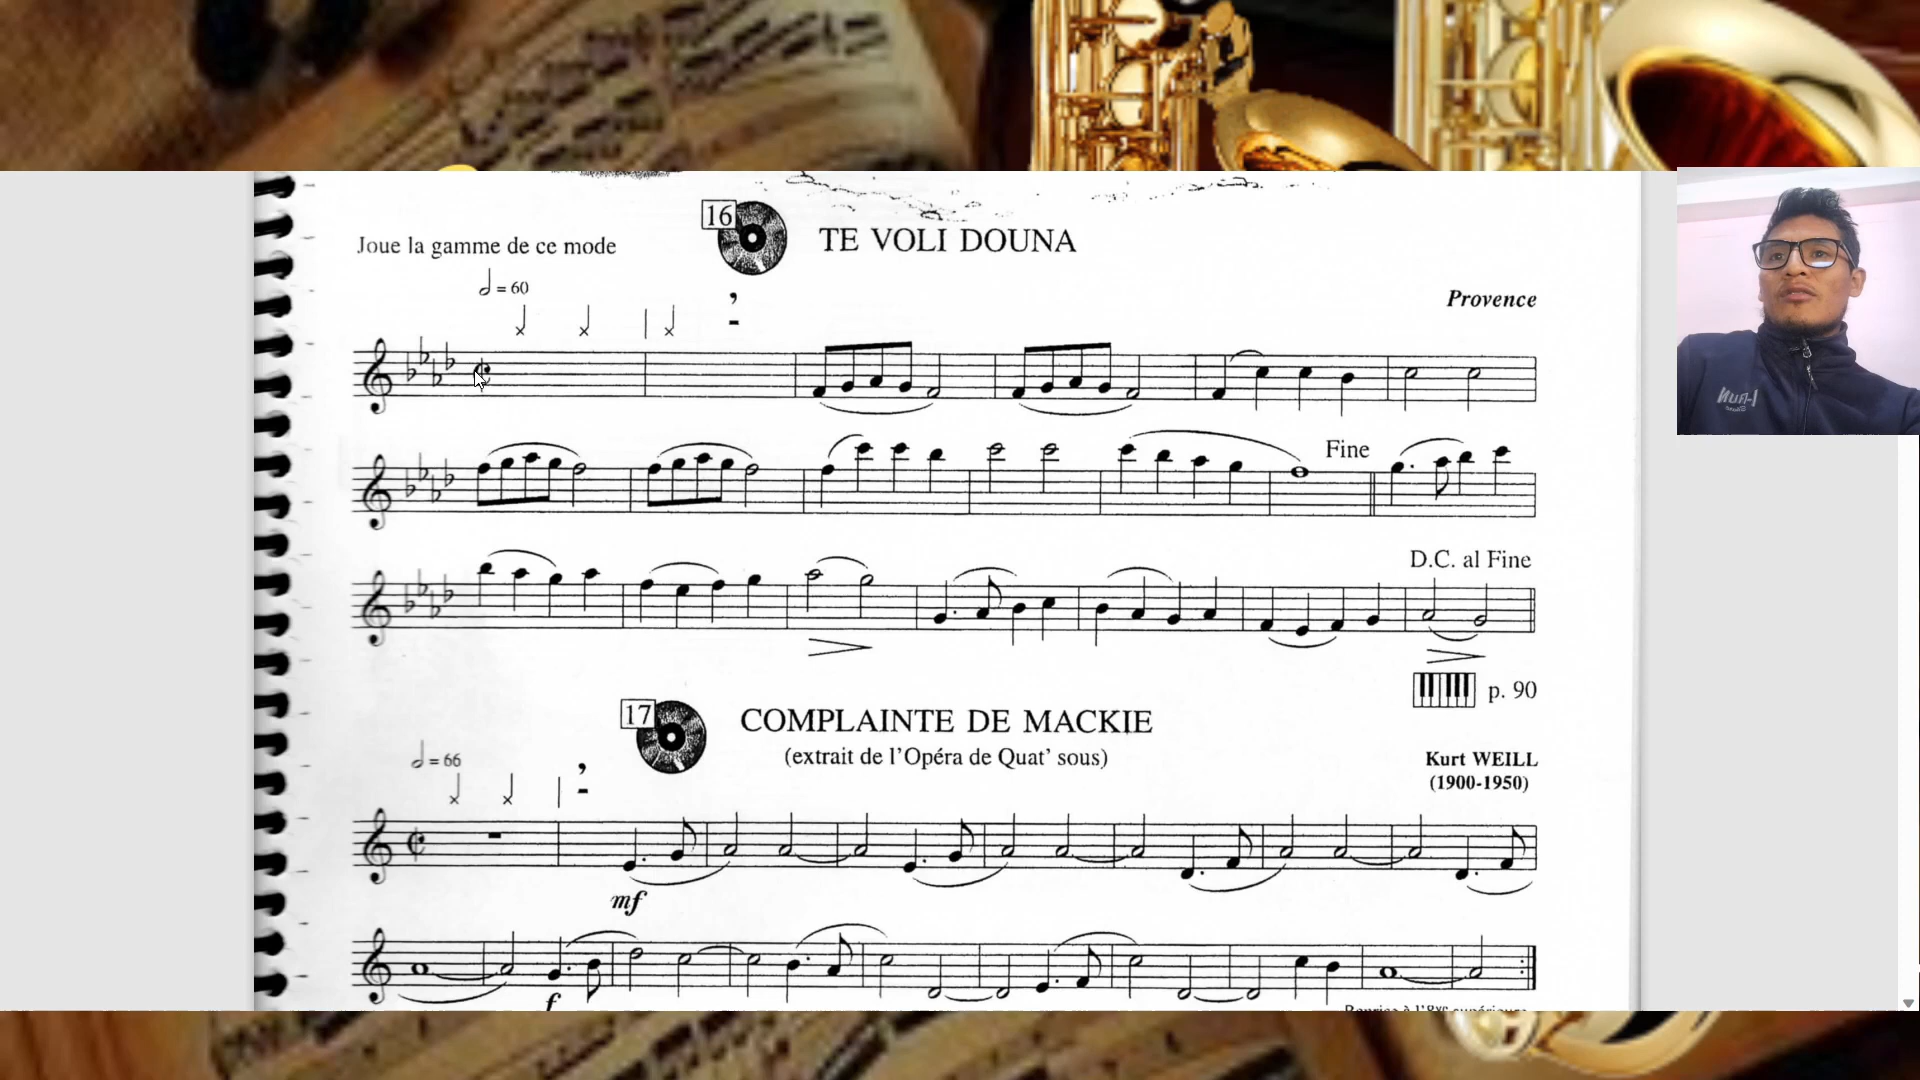 16
TE VOLI DOUNA
Joue la gamme de ce mode
= 60
Provence
Fine
D.C. al Fine
p. 90
17
COMPLAINTE DE MACKIE
(extrait de l'Opéra de Quat' sous)
= 66
Kurt WEILL
(1900-1950)
mf
f